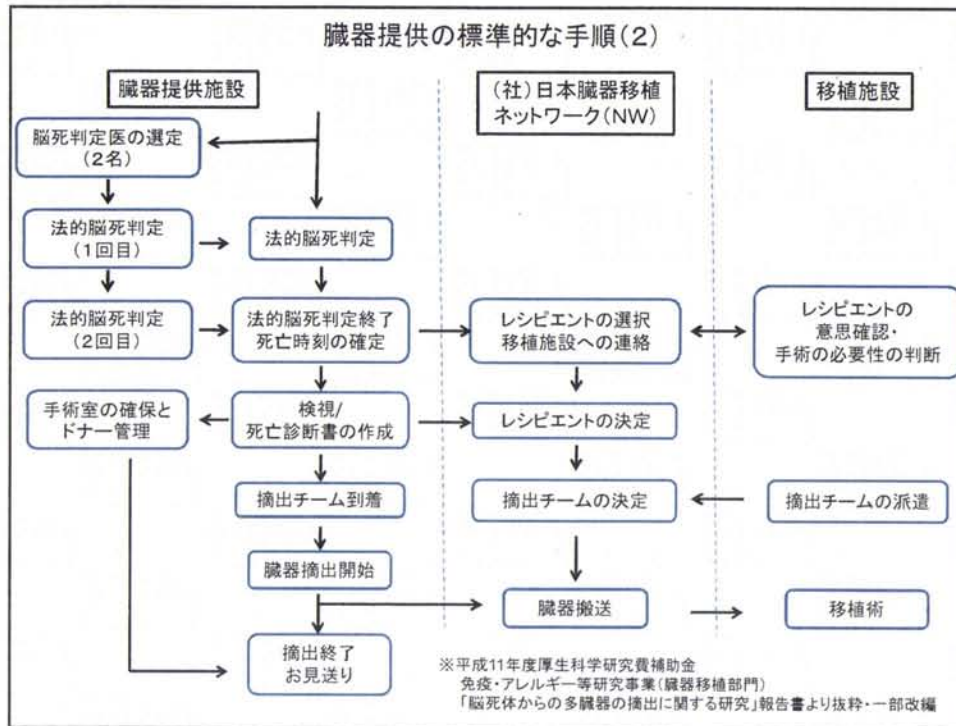 臓器提供の標準的な手順(2)
臓器提供施設
(社)日本臓器移植
ネットワーク(NW)
移植施設
脳死判定医の選定
(2名)
法的脳死判定
(1回目)
法的脳死判定
法的脳死判定
(2回目)
法的脳死判定終了
死亡時刻の確定
レシピエントの選択
移植施設への連絡
レシピエントの
意思確認・
手術の必要性の判断
手術室の確保と
ドナー管理
検視/
死亡診断書の作成
レシピエントの決定
摘出チーム到着
摘出チームの決定
摘出チームの派遣
臓器摘出開始
臓器搬送
移植術
摘出終了
お見送り
※平成11年度厚生科学研究費補助金
免疫・アレルギー等研究事業(臓器移植部門)
「脳死体からの多臓器の摘出に関する研究」報告書より抜粋・一部改編